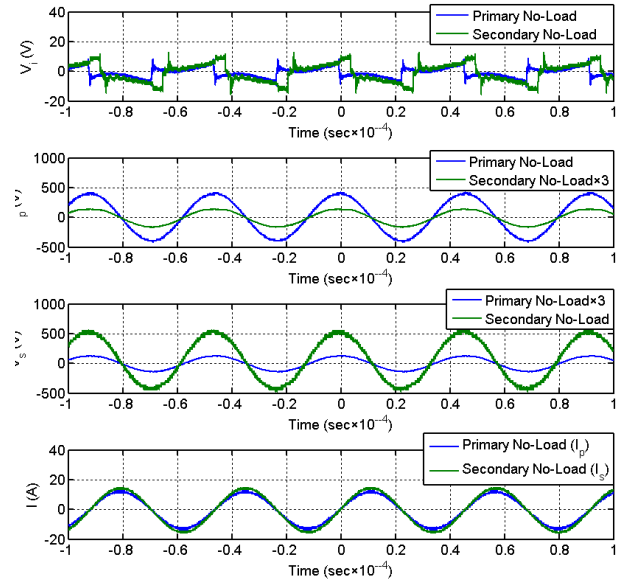 40
20
0
-20
V_i (V)
Primary No-Load
Secondary No-Load
-1 -0.8 -0.6 -0.4 -0.2 0 0.2 0.4 0.6 0.8 1
Time (sec×10⁻⁴)
1000
500
0
-500
Primary No-Load
Secondary No-Load×3
-1 -0.8 -0.6 -0.4 -0.2 0 0.2 0.4 0.6 0.8 1
Time (sec×10⁻⁴)
1000
500
0
-500
Primary No-Load×3
Secondary No-Load
-1 -0.8 -0.6 -0.4 -0.2 0 0.2 0.4 0.6 0.8 1
Time (sec×10⁻⁴)
40
20
0
-20
I (A)
Primary No-Load (I_p)
Secondary No-Load (I_s)
-1 -0.8 -0.6 -0.4 -0.2 0 0.2 0.4 0.6 0.8 1
Time (sec×10⁻⁴)